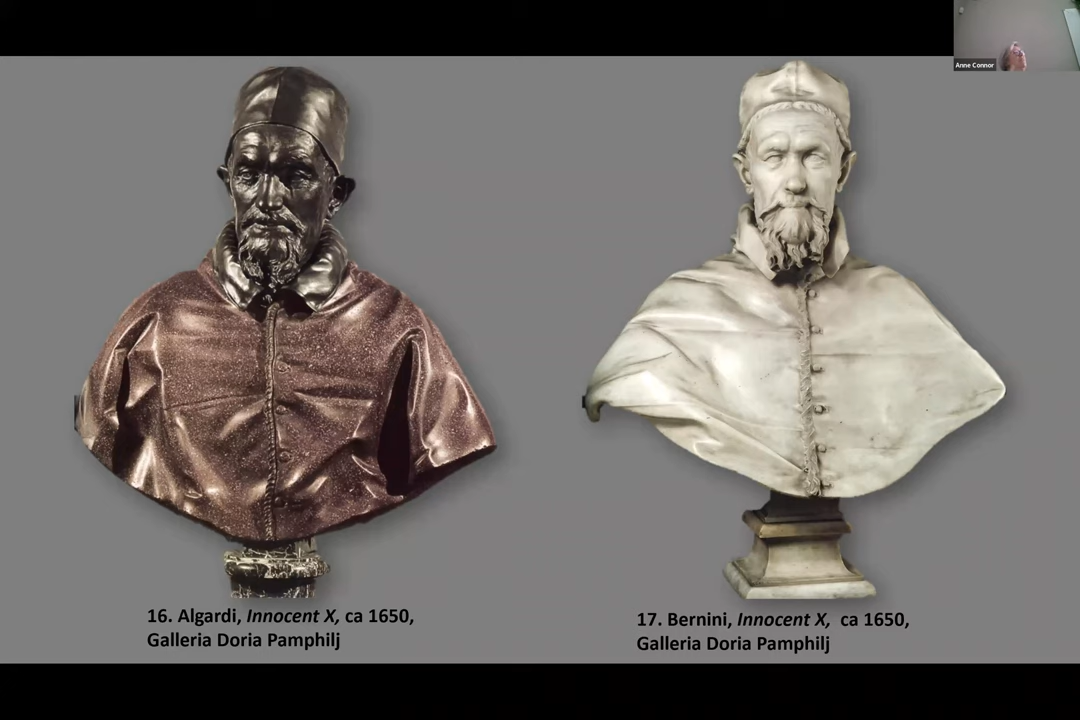 Anne Connor
16. Algardi, Innocent X, ca 1650,
Galleria Doria Pamphilj
17. Bernini, Innocent X,  ca 1650,
Galleria Doria Pamphilj